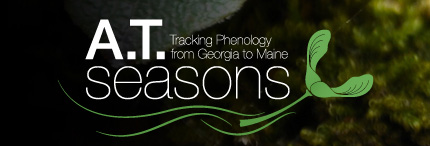 A.T. Tracking Phenology
from Georgia to Maine
seasons